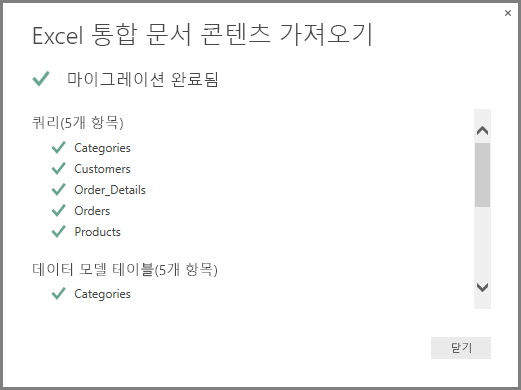 Excel 통합 문서 콘텐츠 가져오기
마이그레이션 완료됨
쿼리(5개 항목)
Categories
Customers
Order_Details
Orders
Products
데이터 모델 테이블(5개 항목)
Categories
닫기